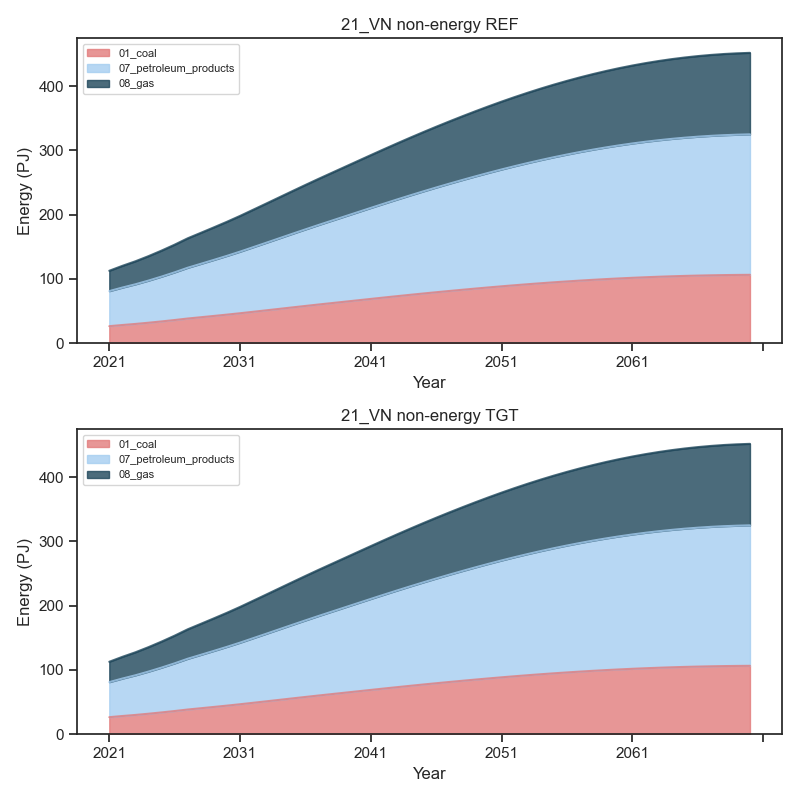 21_VN non-energy REF
01_coal
07_petroleum_products
08_gas
400
300
200
100
0
Energy (PJ)
2021 2031 2041 2051 2061
Year
21_VN non-energy TGT
01_coal
07_petroleum_products
08_gas
400
300
200
100
0
Energy (PJ)
2021 2031 2041 2051 2061
Year